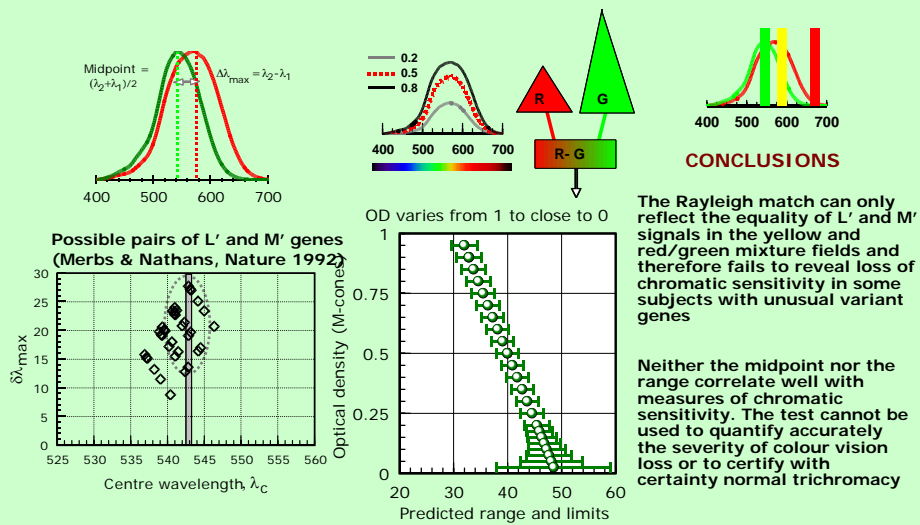 Midpoint =
(λ2+λ1)/2
Δλmax=λ2-λ1
400 500 600 700
0.2
0.5
0.8
400 500 600 700
R
G
R-G
400 500 600 700
CONCLUSIONS
The Rayleigh match can only
reflect the equality of L’ and M’
signals in the yellow and
red/green mixture fields and
therefore fails to reveal loss of
chromatic sensitivity in some
subjects with unusual variant
genes
Neither the midpoint nor the
range correlate well with
measures of chromatic
sensitivity. The test cannot be
used to quantify accurately
the severity of colour vision
loss or to certify with
certainty normal trichromacy
Possible pairs of L’ and M’ genes
(Merbs & Nathans, Nature 1992)
δλmax
30
25
20
15
10
5
0
525 530 535 540 545 550 555 560
Centre wavelength, λC
OD varies from 1 to close to 0
Optical density (M-cones)
1
0.75
0.5
0.25
0
20 30 40 50 60
Predicted range and limits